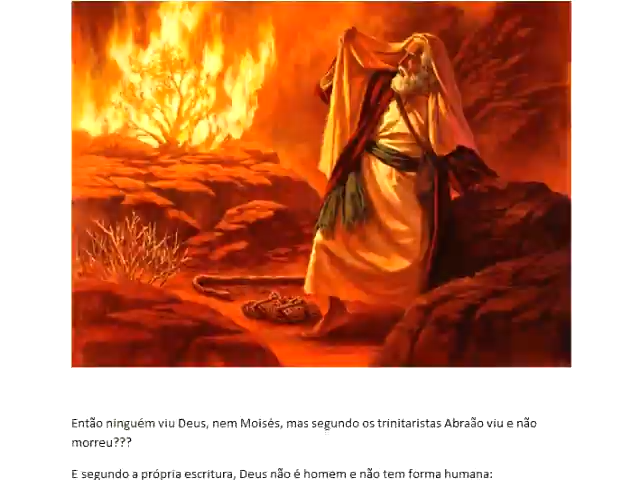 Então ninguém viu Deus, nem Moisés, mas segundo os trinitaristas Abraão viu e não
morreu???
E segundo a própria escritura, Deus não é homem e não tem forma humana: